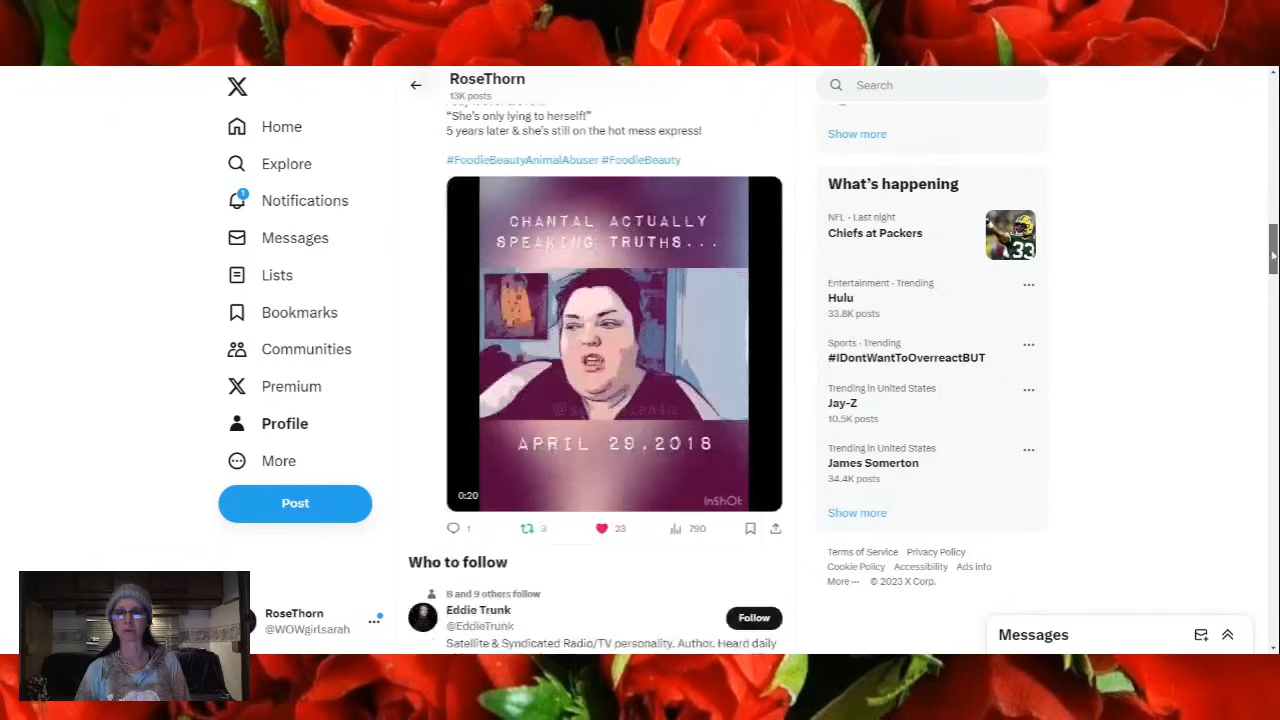 RoseThorn
13K posts
Search
"She's only lying to herself!"
5 years later & she's still on the hot mess express!
#FoodieBeautyAnimalAbuser #FoodieBeauty
Home
Explore
1
Notifications
Messages
Lists
Bookmarks
Communities
Premium
Profile
More
Post
RoseThorn
@WOWgirlsarah
CHANTAL ACTUALLY
SPEAKING TRUTHS...
APRIL 29,2018
0:20
InShOt
1
3
23
790
Who to follow
6 and 9 others follow
Eddie Trunk
@EddieTrunk
Follow
Satellite & Syndicated Radio/TV personality. Author. Heard daily
Show more
What's happening
NFL · Last night
Chiefs at Packers
33
Entertainment · Trending
Hulu
33.8K posts
Sports · Trending
#IDontWantToOverreactBUT
Trending in United States
Jay-Z
10.5K posts
Trending in United States
James Somerton
34.4K posts
Show more
Terms of Service Privacy Policy
Cookie Policy Accessibility Ads info
More ··· © 2023 X Corp.
Messages